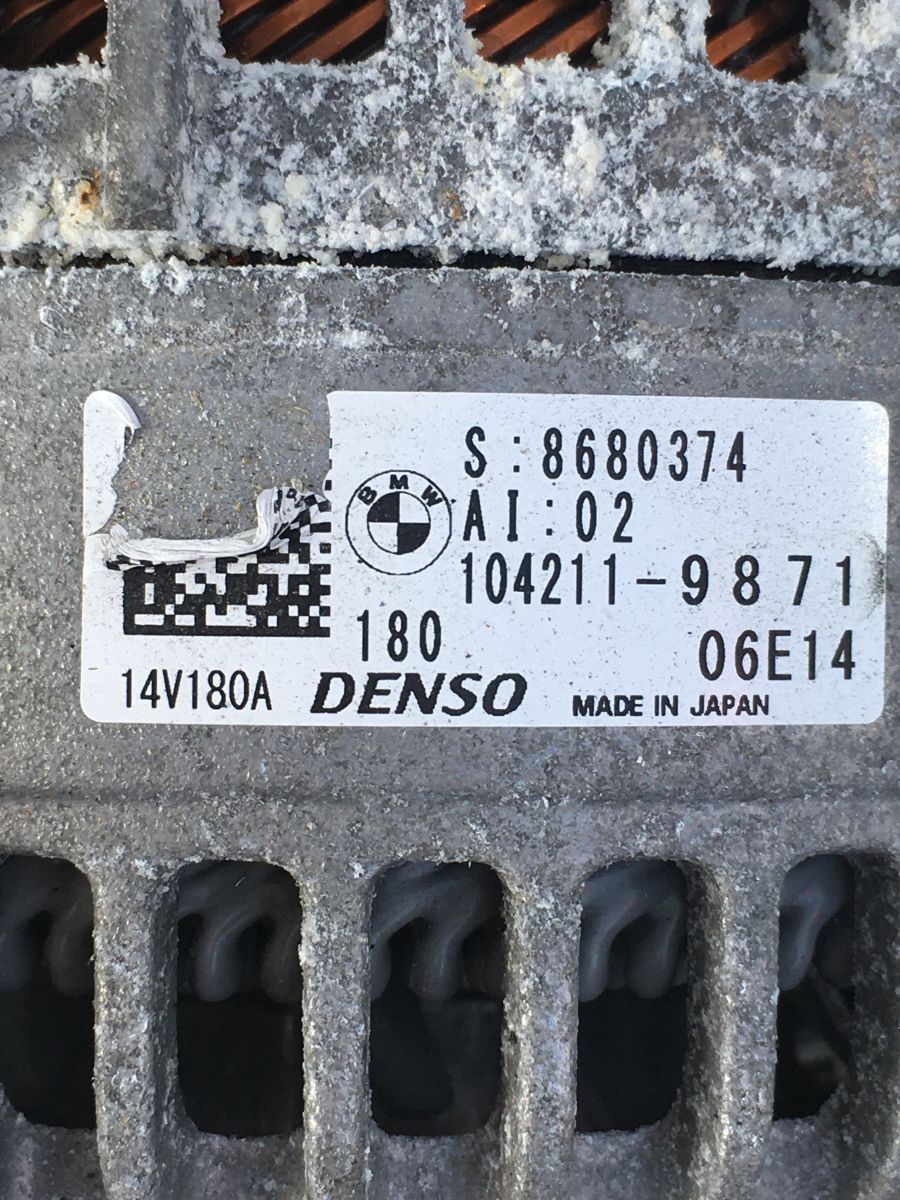 S:8680374
BMW
AI:02
104211-9871
180
06E14
14V180A
DENSO
MADE IN JAPAN